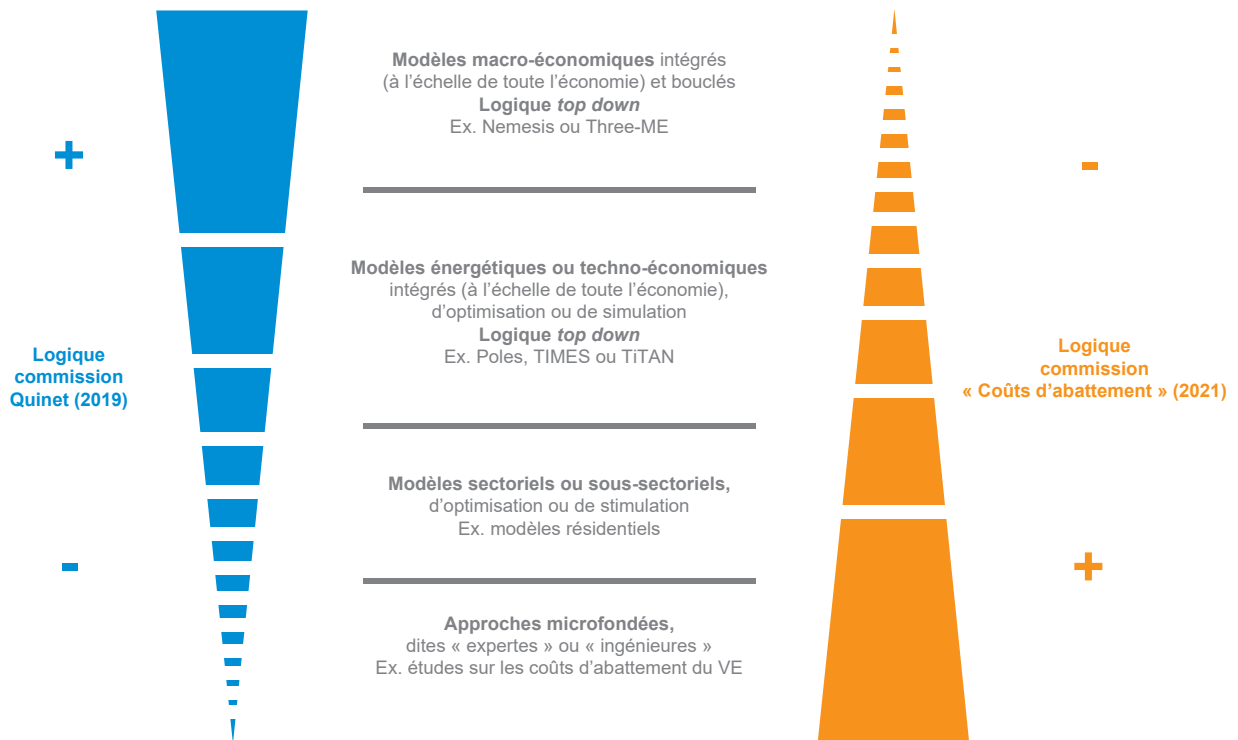 Modèles macro-économiques intégrés
(à l'échelle de toute l'économie) et bouclés
Logique top down
Ex. Nemesis ou Three-ME
+
-
Modèles énergétiques ou techno-économiques
intégrés (à l'échelle de toute l'économie),
d'optimisation ou de simulation
Logique top down
Ex. Poles, TIMES ou TiTAN
Logique
commission
Quinet (2019)
Logique
commission
« Coûts d'abattement » (2021)
Modèles sectoriels ou sous-sectoriels,
d'optimisation ou de stimulation
Ex. modèles résidentiels
-
+
Approches microfondées,
dites « expertes » ou « ingénieures »
Ex. études sur les coûts d'abattement du VE